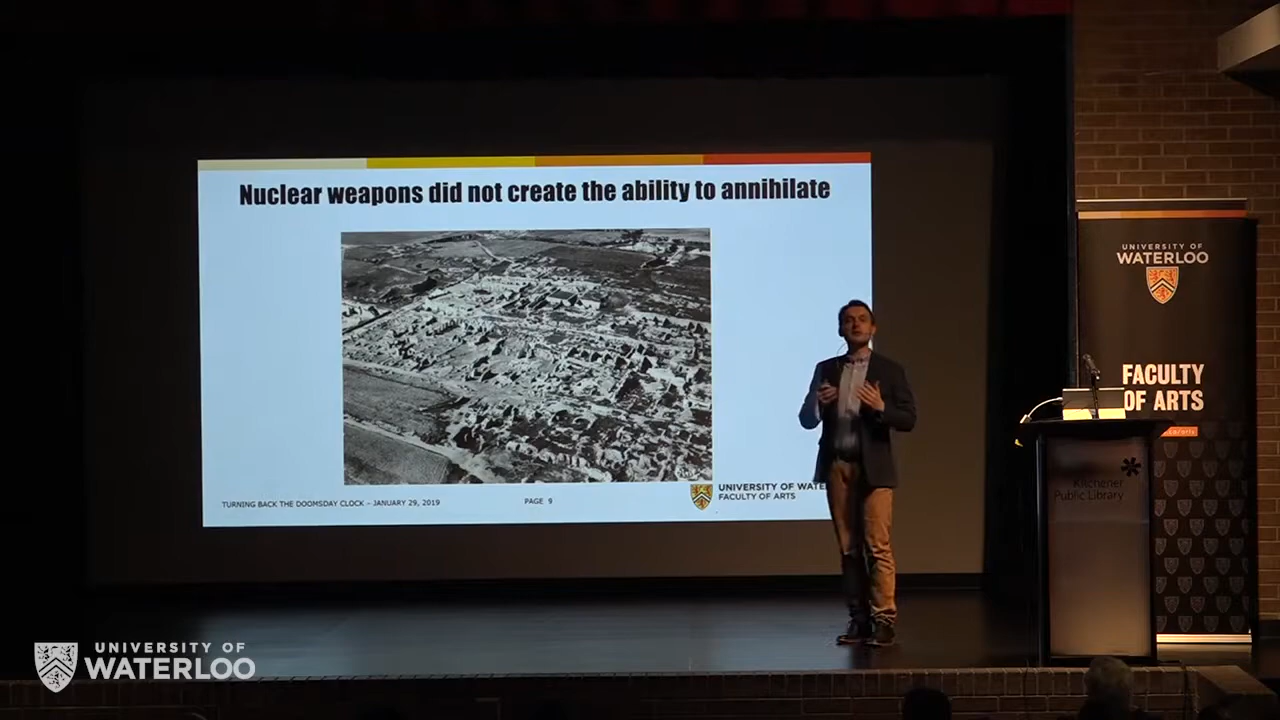 Nuclear weapons did not create the ability to annihilate
TURNING BACK THE DOOMSDAY CLOCK – JANUARY 29, 2019
PAGE 9
UNIVERSITY OF WATE
FACULTY OF ARTS
UNIVERSITY OF
WATERLOO
FACULTY
OF ARTS
Kitchener
Public Library
UNIVERSITY OF
WATERLOO